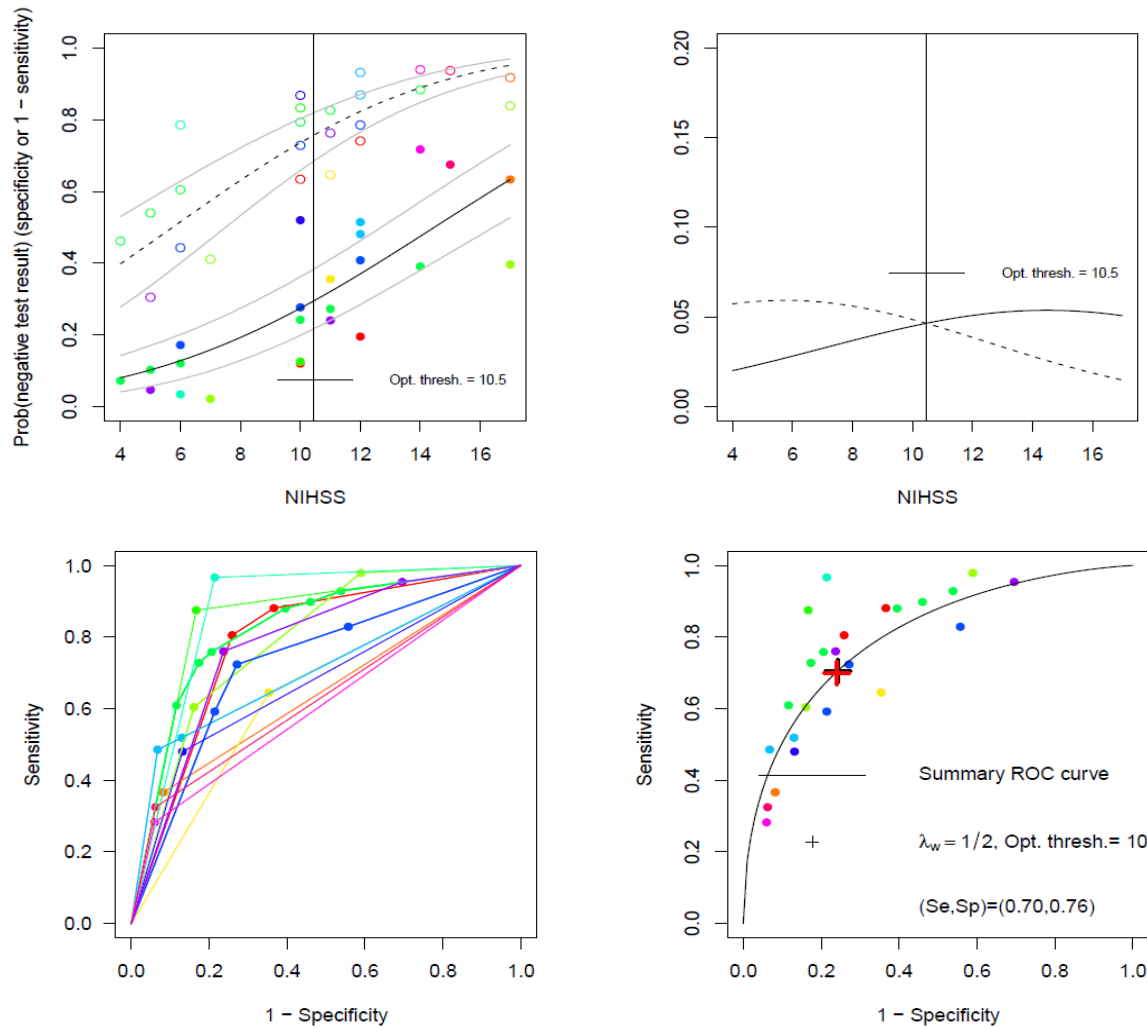 Prob(negative test result) (specificity or 1 − sensitivity)
1.0
0.8
0.6
0.4
0.2
0.0
Opt. thresh. = 10.5
4 6 8 10 12 14 16
NIHSS
0.20
0.15
0.10
0.05
0.00
Opt. thresh. = 10.5
4 6 8 10 12 14 16
NIHSS
Sensitivity
1.0
0.8
0.6
0.4
0.2
0.0
0.0 0.2 0.4 0.6 0.8 1.0
1 − Specificity
Sensitivity
1.0
0.8
0.6
0.4
0.2
0.0
Summary ROC curve
λw = 1/2, Opt. thresh.= 10
(Se,Sp)=(0.70,0.76)
0.0 0.2 0.4 0.6 0.8 1.0
1 − Specificity